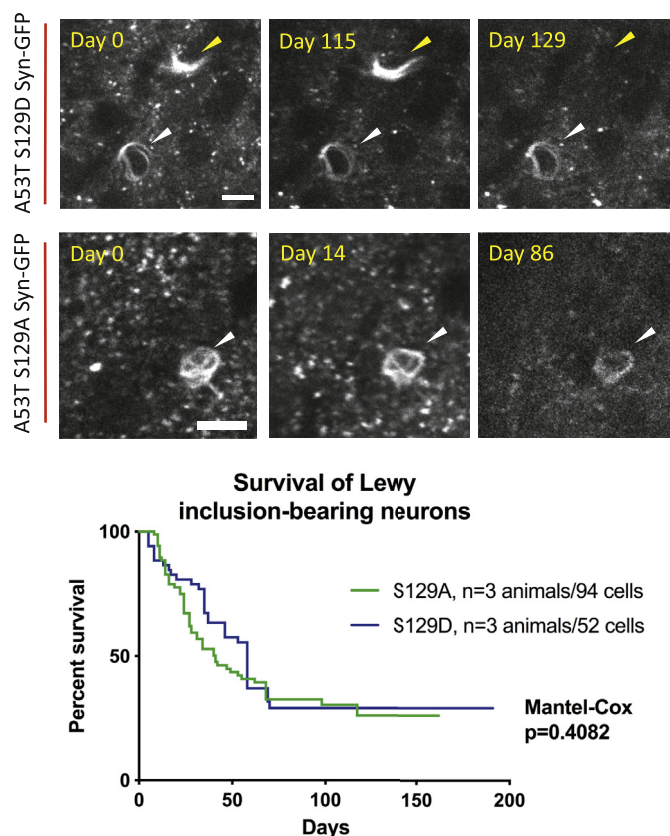 A53T S129D Syn-GFP
Day 0
Day 115
Day 129
A53T S129A Syn-GFP
Day 0
Day 14
Day 86
Survival of Lewy
inclusion-bearing neurons
Percent survival
100
50
0
S129A, n=3 animals/94 cells
S129D, n=3 animals/52 cells
Mantel-Cox
p=0.4082
0 50 100 150 200
Days